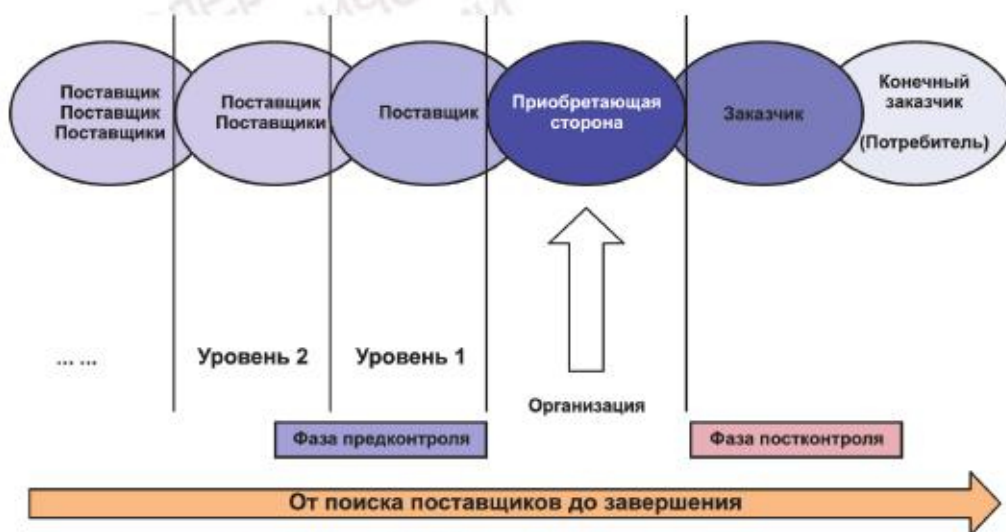 Поставщик
Поставщик
Поставщики
Поставщик
Поставщики
Поставщик
Приобретающая
сторона
Заказчик
Конечный
заказчик
(Потребитель)
... ...
Уровень 2
Уровень 1
Организация
Фаза предконтроля
Фаза постконтроля
От поиска поставщиков до завершения